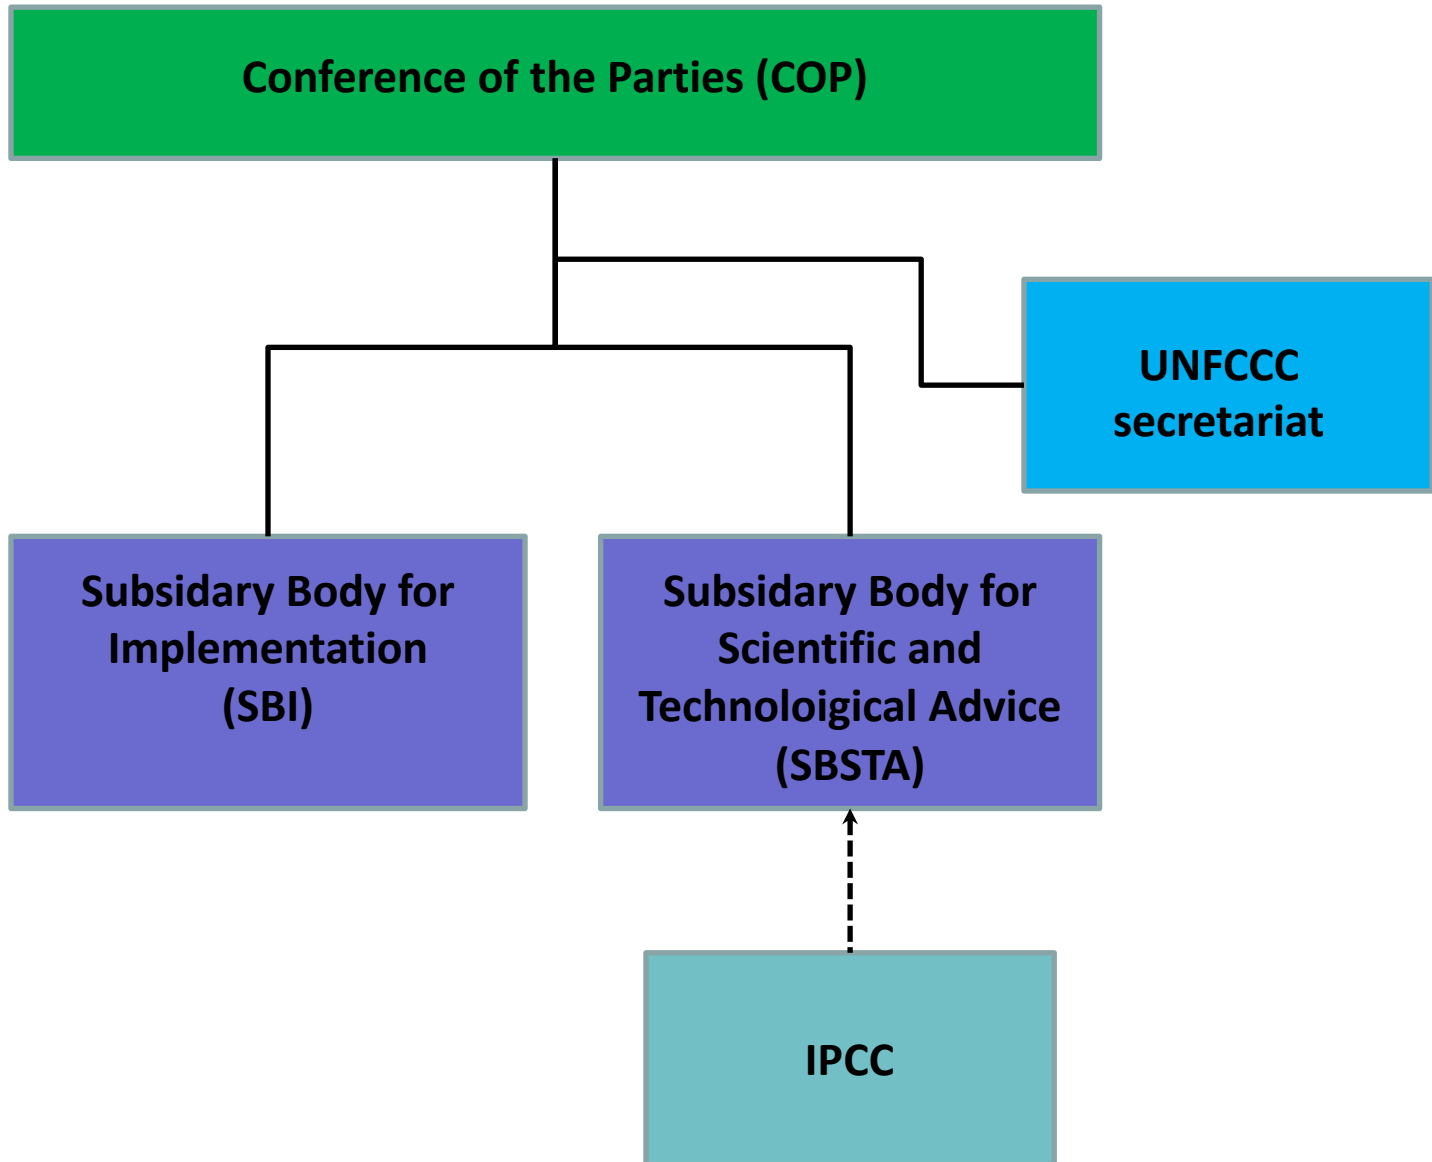 Conference of the Parties (COP)
UNFCCC
secretariat
Subsidary Body for
Implementation
(SBI)
Subsidary Body for
Scientific and
Technoloigical Advice
(SBSTA)
IPCC